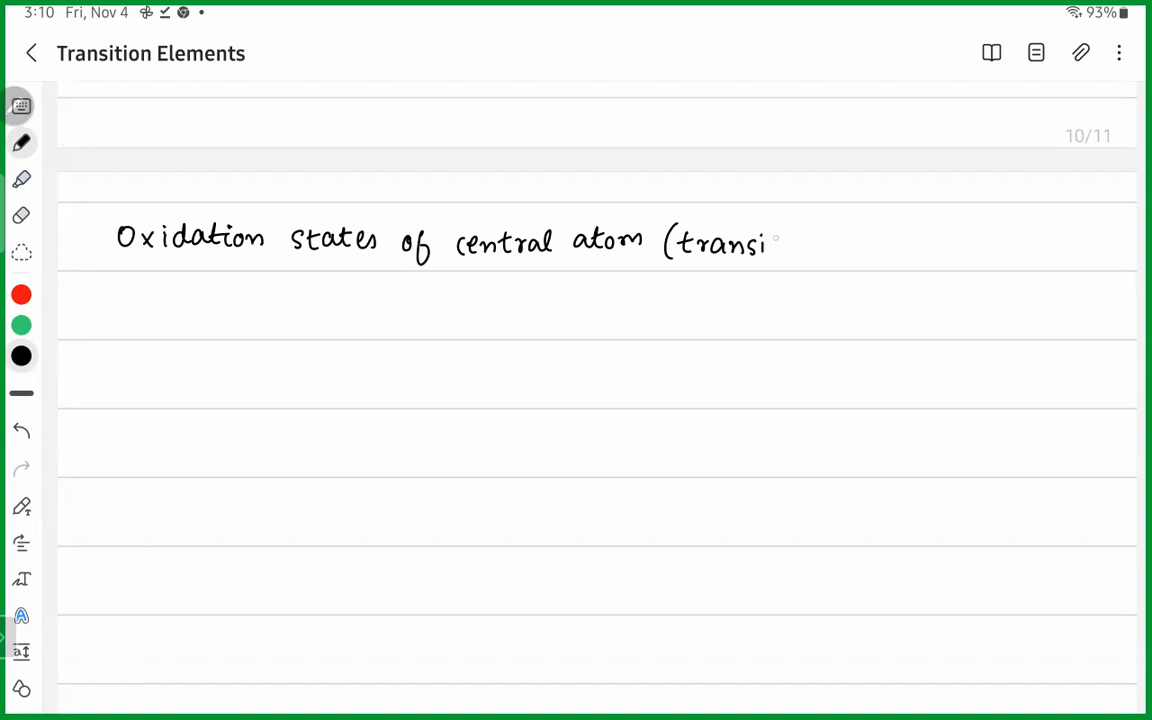 3:10 Fri, Nov 4
93%
Transition Elements
10/11
Oxidation states of central atom (transi